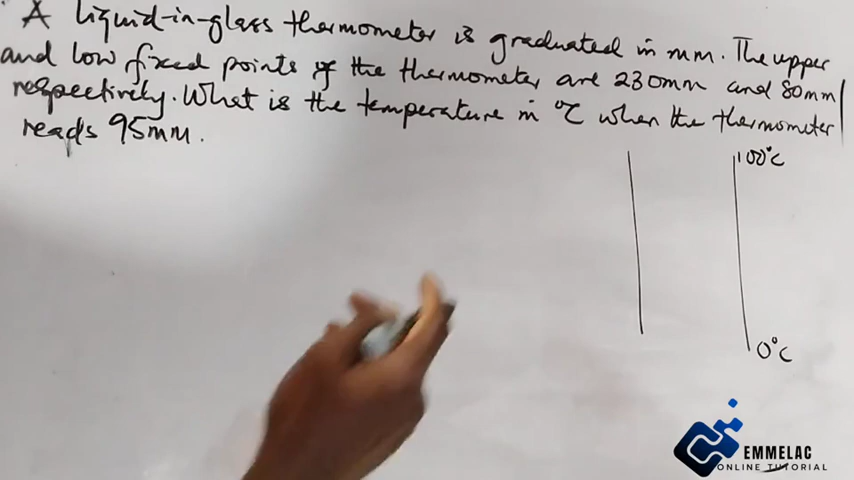 A liquid-in-glass thermometer is graduated in mm. The upper
and low fixed points of the thermometer are 230mm and 80mm
respectively. What is the temperature in °C when the thermometer
reads 95mm.
100°C
0°C
EMMELAC
ONLINE TUTORIAL